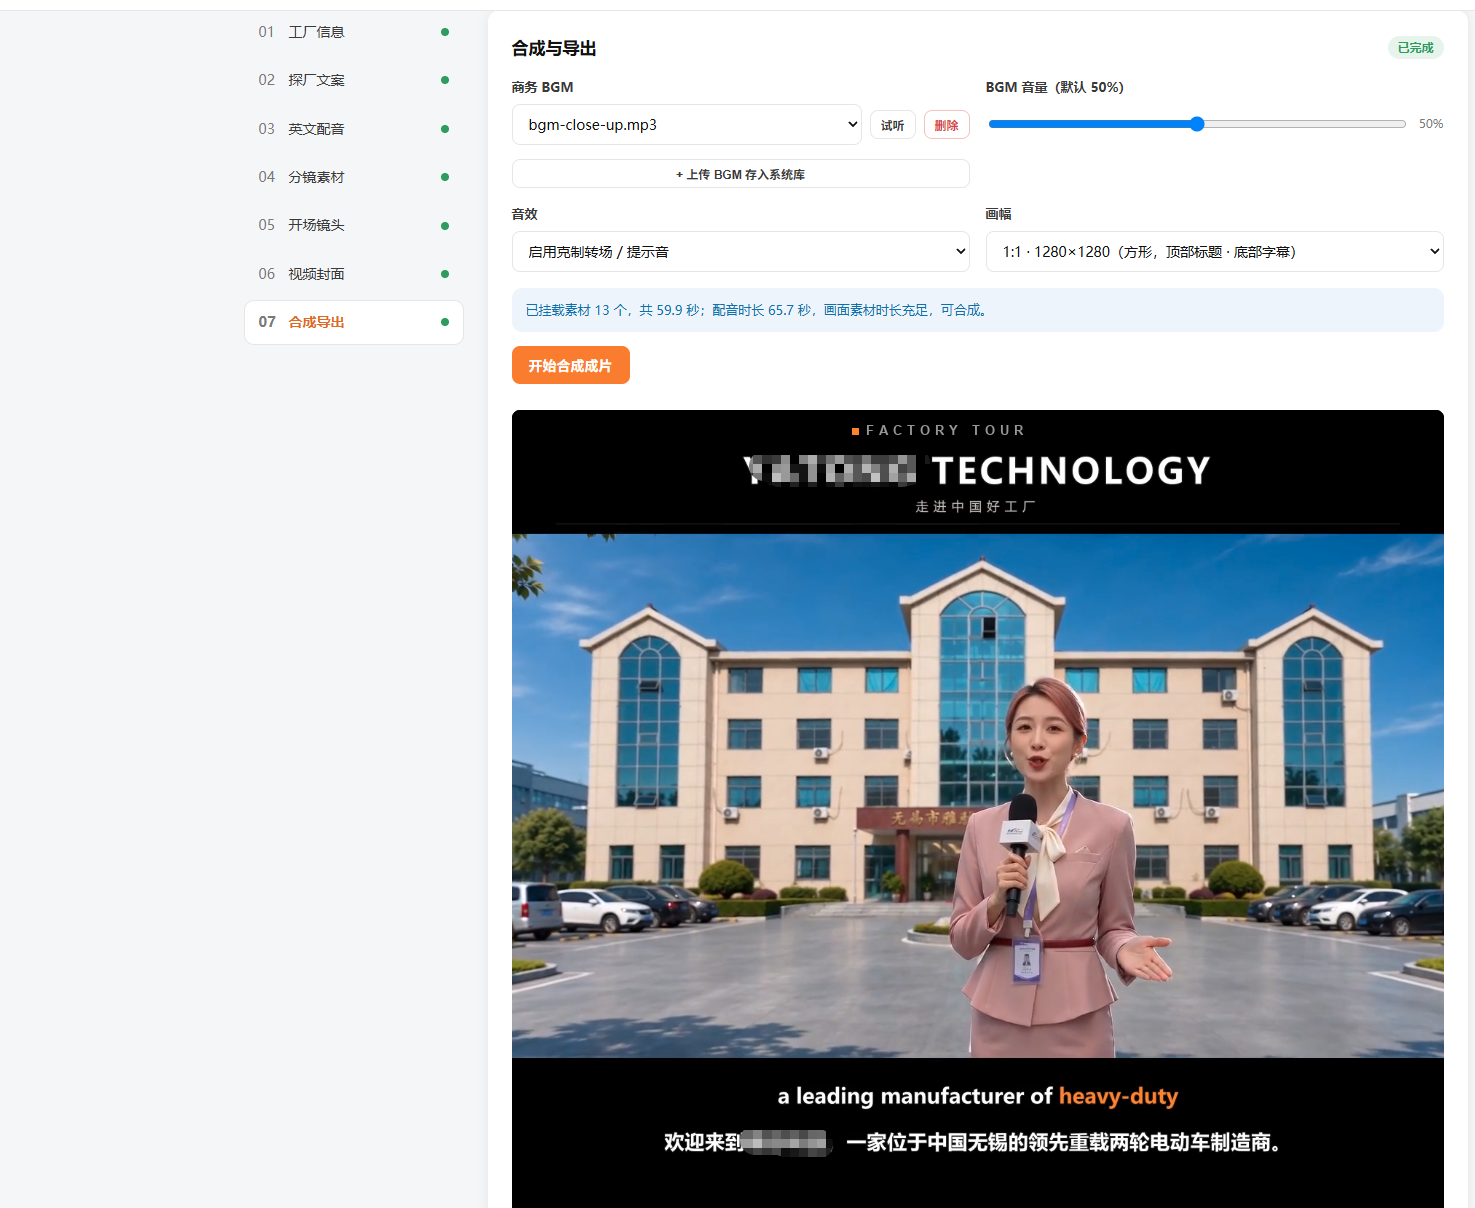 01 工厂信息
02 探厂文案
03 英文配音
04 分镜素材
05 开场镜头
06 视频封面
07 合成导出
合成与导出
已完成
商务 BGM
bgm-close-up.mp3
试听
删除
+ 上传 BGM 存入系统库
BGM 音量（默认 50%）
50%
音效
启用克制转场 / 提示音
画幅
1:1 · 1280×1280（方形，顶部标题 · 底部字幕）
已挂载素材 13 个，共 59.9 秒；配音时长 65.7 秒，画面素材时长充足，可合成。
开始合成成片
FACTORY TOUR
TECHNOLOGY
走进中国好工厂
无易市雅
a leading manufacturer of heavy-duty
欢迎来到 一家位于中国无锡的领先重载两轮电动车制造商。